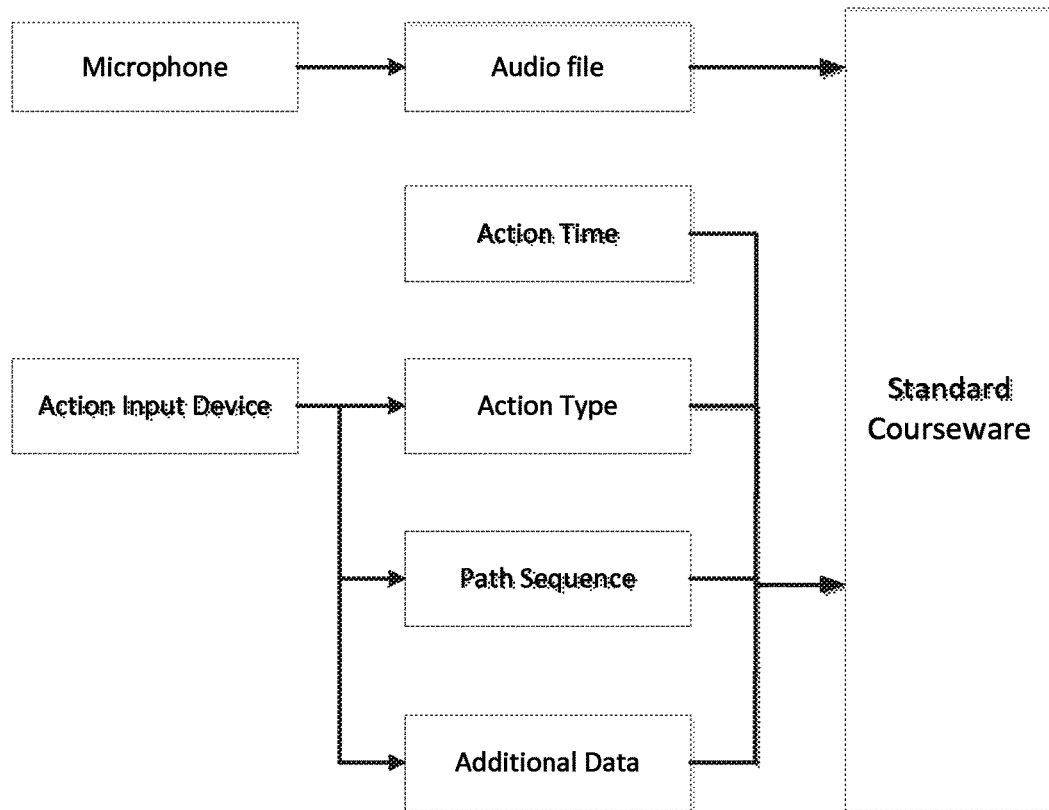 Microphone
Audio file
Action Time
Action Input Device
Action Type
Standard
Courseware
Path Sequence
Additional Data